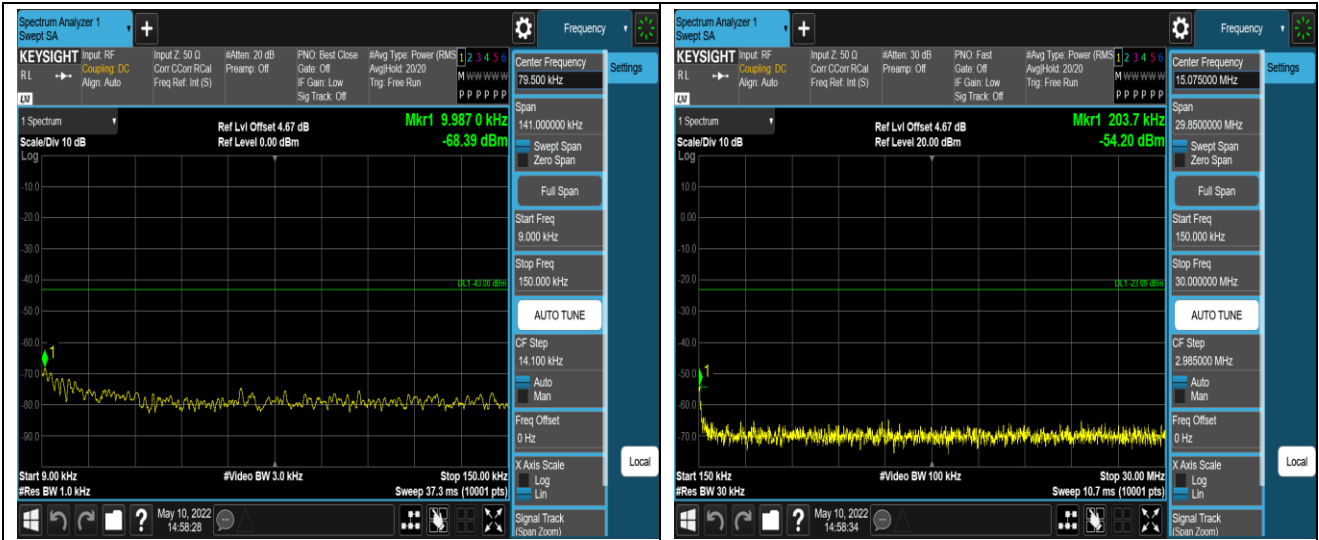 Spectrum Analyzer 1
Swept SA
+
Frequency
KEYSIGHT
RL
Input: RF
Coupling: DC
Align: Auto
Input Z: 50 Ω
Corr CCorr RCal
Freq Ref: Int (S)
#Atten: 20 dB
Preamp: Off
PNO: Best Close
Gate: Off
IF Gain: Low
Sig Track: Off
#Avg Type: Power (RMS
Avg|Hold: 20/20
Trig: Free Run
1 2 3 4 5 6
M W W W W W
P P P P P P
LXI
Center Frequency
79.500 kHz
Settings
Span
141.000000 kHz
Swept Span
Zero Span
Full Span
Start Freq
9.000 kHz
Stop Freq
150.000 kHz
AUTO TUNE
CF Step
14.100 kHz
Auto
Man
Freq Offset
0 Hz
X Axis Scale
Log
Lin
Signal Track
(Span Zoom)
Local
1 Spectrum
Scale/Div 10 dB
Log
Ref Lvl Offset 4.67 dB
Ref Level 0.00 dBm
Mkr1 9.987 0 kHz
-68.39 dBm
-10.0
-20.0
-30.0
-40.0
-50.0
-60.0
-70.0
-80.0
-90.0
DL1 -43.00 dBm
1
Start 9.00 kHz
#Res BW 1.0 kHz
#Video BW 3.0 kHz
Stop 150.00 kHz
Sweep 37.3 ms (10001 pts)
?
May 10, 2022
14:58:28
Spectrum Analyzer 1
Swept SA
+
Frequency
KEYSIGHT
RL
Input: RF
Coupling: DC
Align: Auto
Input Z: 50 Ω
Corr CCorr RCal
Freq Ref: Int (S)
#Atten: 30 dB
Preamp: Off
PNO: Fast
Gate: Off
IF Gain: Low
Sig Track: Off
#Avg Type: Power (RMS
Avg|Hold: 20/20
Trig: Free Run
1 2 3 4 5 6
M W W W W W
P P P P P P
LXI
Center Frequency
15.075000 MHz
Settings
Span
29.8500000 MHz
Swept Span
Zero Span
Full Span
Start Freq
150.000 kHz
Stop Freq
30.000000 MHz
AUTO TUNE
CF Step
2.985000 MHz
Auto
Man
Freq Offset
0 Hz
X Axis Scale
Log
Lin
Signal Track
(Span Zoom)
Local
1 Spectrum
Scale/Div 10 dB
Log
Ref Lvl Offset 4.67 dB
Ref Level 20.00 dBm
Mkr1 203.7 kHz
-54.20 dBm
10.0
0.00
-10.0
-20.0
-30.0
-40.0
-50.0
-60.0
-70.0
DL1 -23.00 dBm
1
Start 150 kHz
#Res BW 30 kHz
#Video BW 100 kHz
Stop 30.00 MHz
Sweep 10.7 ms (10001 pts)
?
May 10, 2022
14:58:34